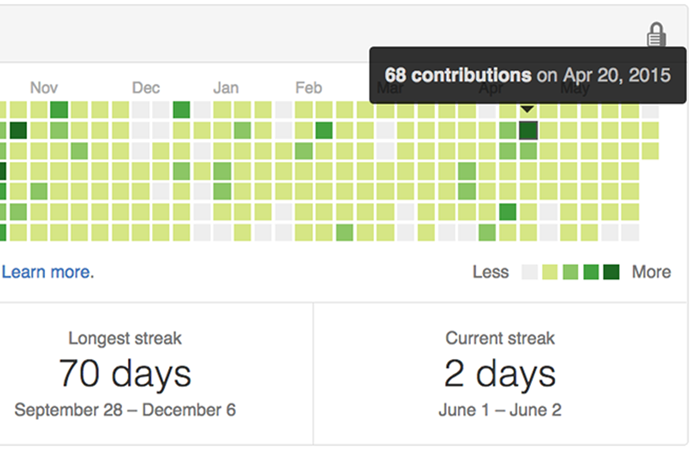 68 contributions on Apr 20, 2015
Nov Dec Jan Feb Mar Apr May
Learn more.
Less More
Longest streak
70 days
September 28 – December 6
Current streak
2 days
June 1 – June 2